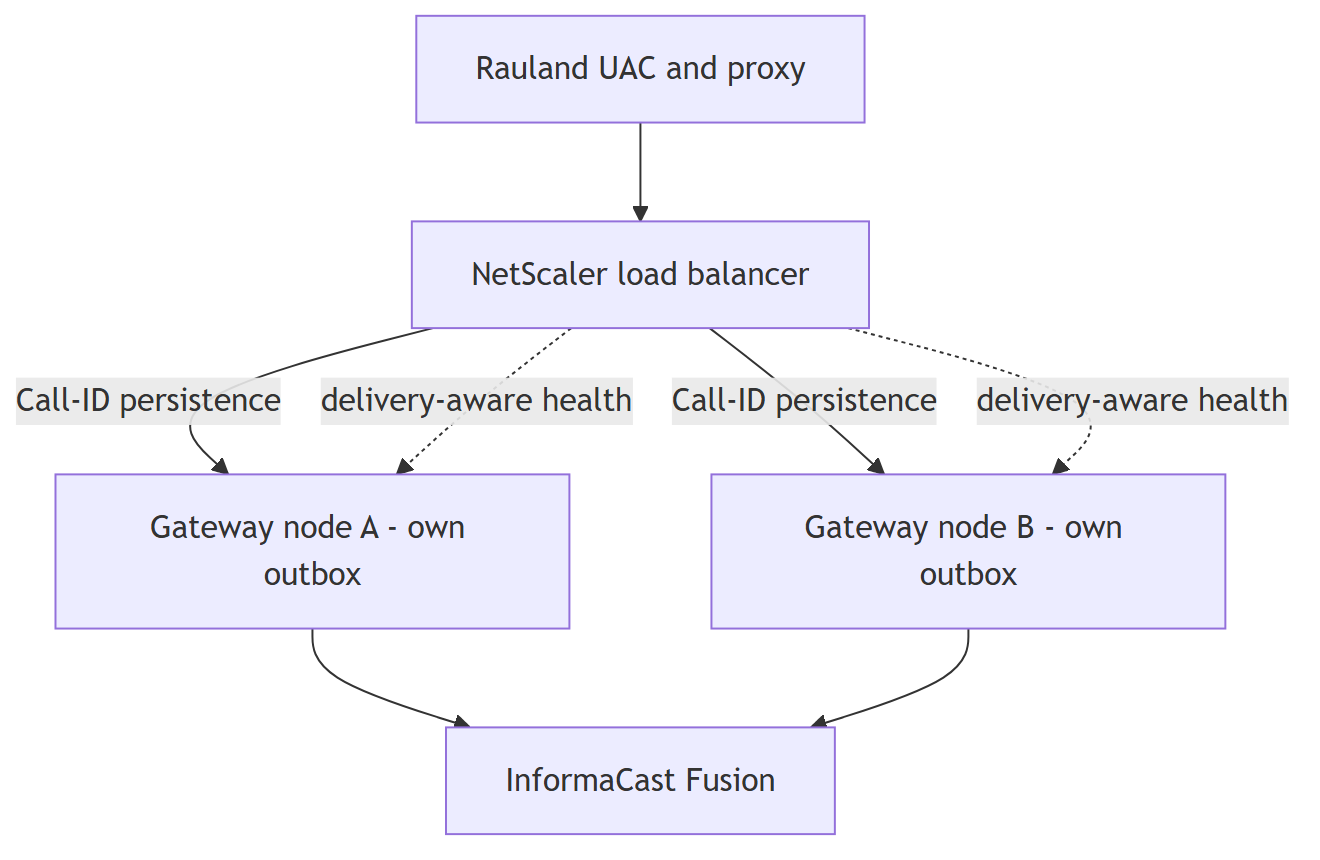 Rauland UAC and proxy
NetScaler load balancer
Call-ID persistence
delivery-aware health
Call-ID persistence
delivery-aware health
Gateway node A - own
outbox
Gateway node B - own
outbox
InformaCast Fusion